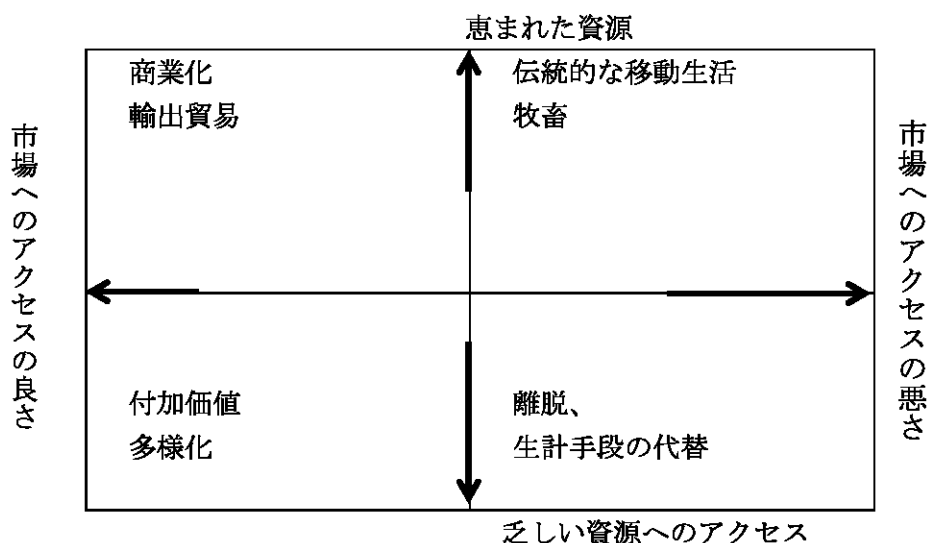 恵まれた資源
商業化
輸出貿易
伝統的な移動生活
牧畜
市場へのアクセスの良さ
市場へのアクセスの悪さ
付加価値
多様化
離脱、
生計手段の代替
乏しい資源へのアクセス